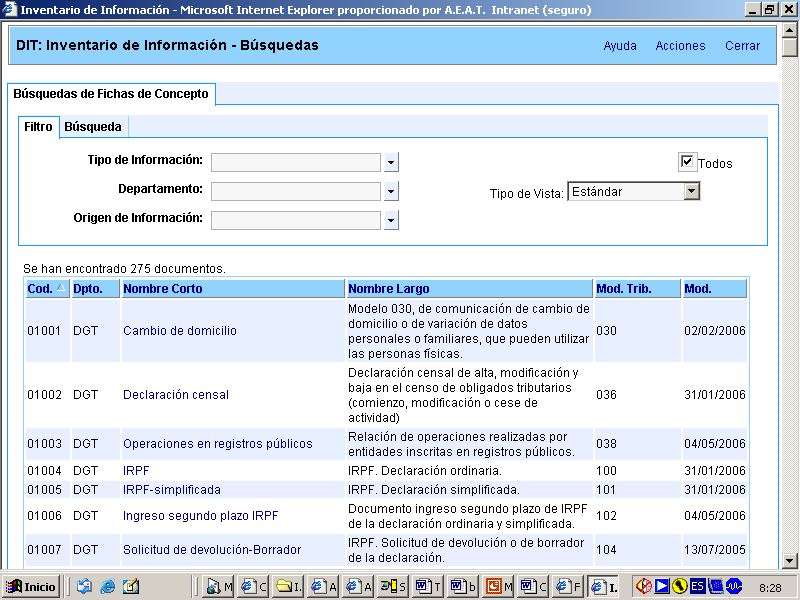 Inventario de Información - Microsoft Internet Explorer proporcionado por A.E.A.T. Intranet (seguro)
DIT: Inventario de Información - Búsquedas
Ayuda Acciones Cerrar
Búsquedas de Fichas de Concepto
Filtro Búsqueda
Tipo de Información:
Todos
Departamento:
Tipo de Vista: Estándar
Origen de Información:
Se han encontrado 275 documentos.
Cod. Dpto. Nombre Corto Nombre Largo Mod. Trib. Mod.
01001 DGT Cambio de domicilio Modelo 030, de comunicación de cambio de
domicilio o de variación de datos
personales o familiares, que pueden utilizar
las personas físicas. 030 02/02/2006
01002 DGT Declaración censal Declaración censal de alta, modificación y
baja en el censo de obligados tributarios
(comienzo, modificación o cese de
actividad) 036 31/01/2006
01003 DGT Operaciones en registros públicos Relación de operaciones realizadas por
entidades inscritas en registros públicos. 038 04/05/2006
01004 DGT IRPF IRPF. Declaración ordinaria. 100 31/01/2006
01005 DGT IRPF-simplificada IRPF. Declaración simplificada. 101 31/01/2006
01006 DGT Ingreso segundo plazo IRPF Documento ingreso segundo plazo de IRPF
de la declaración ordinaria y simplificada. 102 04/05/2006
01007 DGT Solicitud de devolución-Borrador IRPF. Solicitud de devolución o de borrador
de la declaración. 104 13/07/2005
Inicio M C I. A A S T b M C F I. ES 8:28